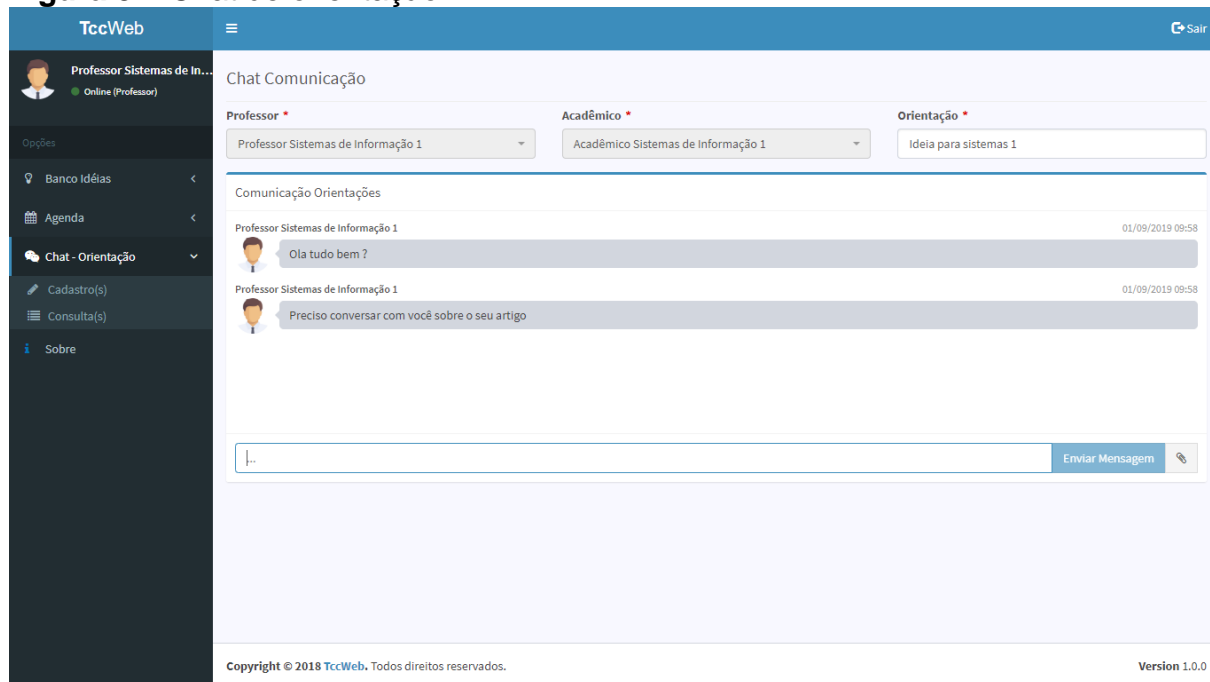 TccWeb
Sair
Professor Sistemas de In...
Online (Professor)
Opções
Banco Idéias
Agenda
Chat - Orientação
Cadastro(s)
Consulta(s)
Sobre
Chat Comunicação
Professor * Acadêmico * Orientação *
Professor Sistemas de Informação 1 Acadêmico Sistemas de Informação 1 Ideia para sistemas 1
Comunicação Orientações
Professor Sistemas de Informação 1 01/09/2019 09:58
Ola tudo bem ?
Professor Sistemas de Informação 1 01/09/2019 09:58
Preciso conversar com você sobre o seu artigo
... Enviar Mensagem
Copyright © 2018 TccWeb. Todos direitos reservados. Version 1.0.0